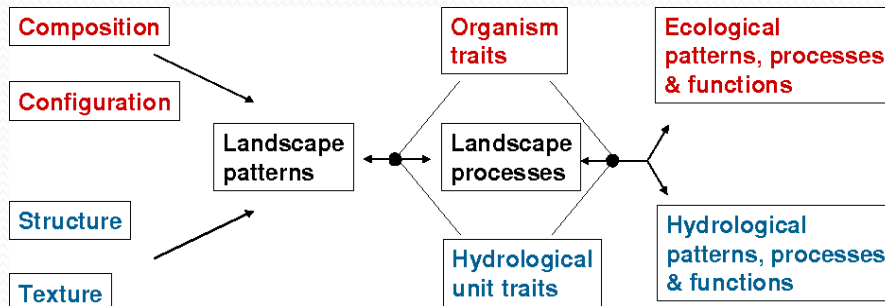 Composition
Configuration
Structure
Texture
Landscape
patterns
Organism
traits
Landscape
processes
Hydrological
unit traits
Ecological
patterns, processes
& functions
Hydrological
patterns, processes
& functions